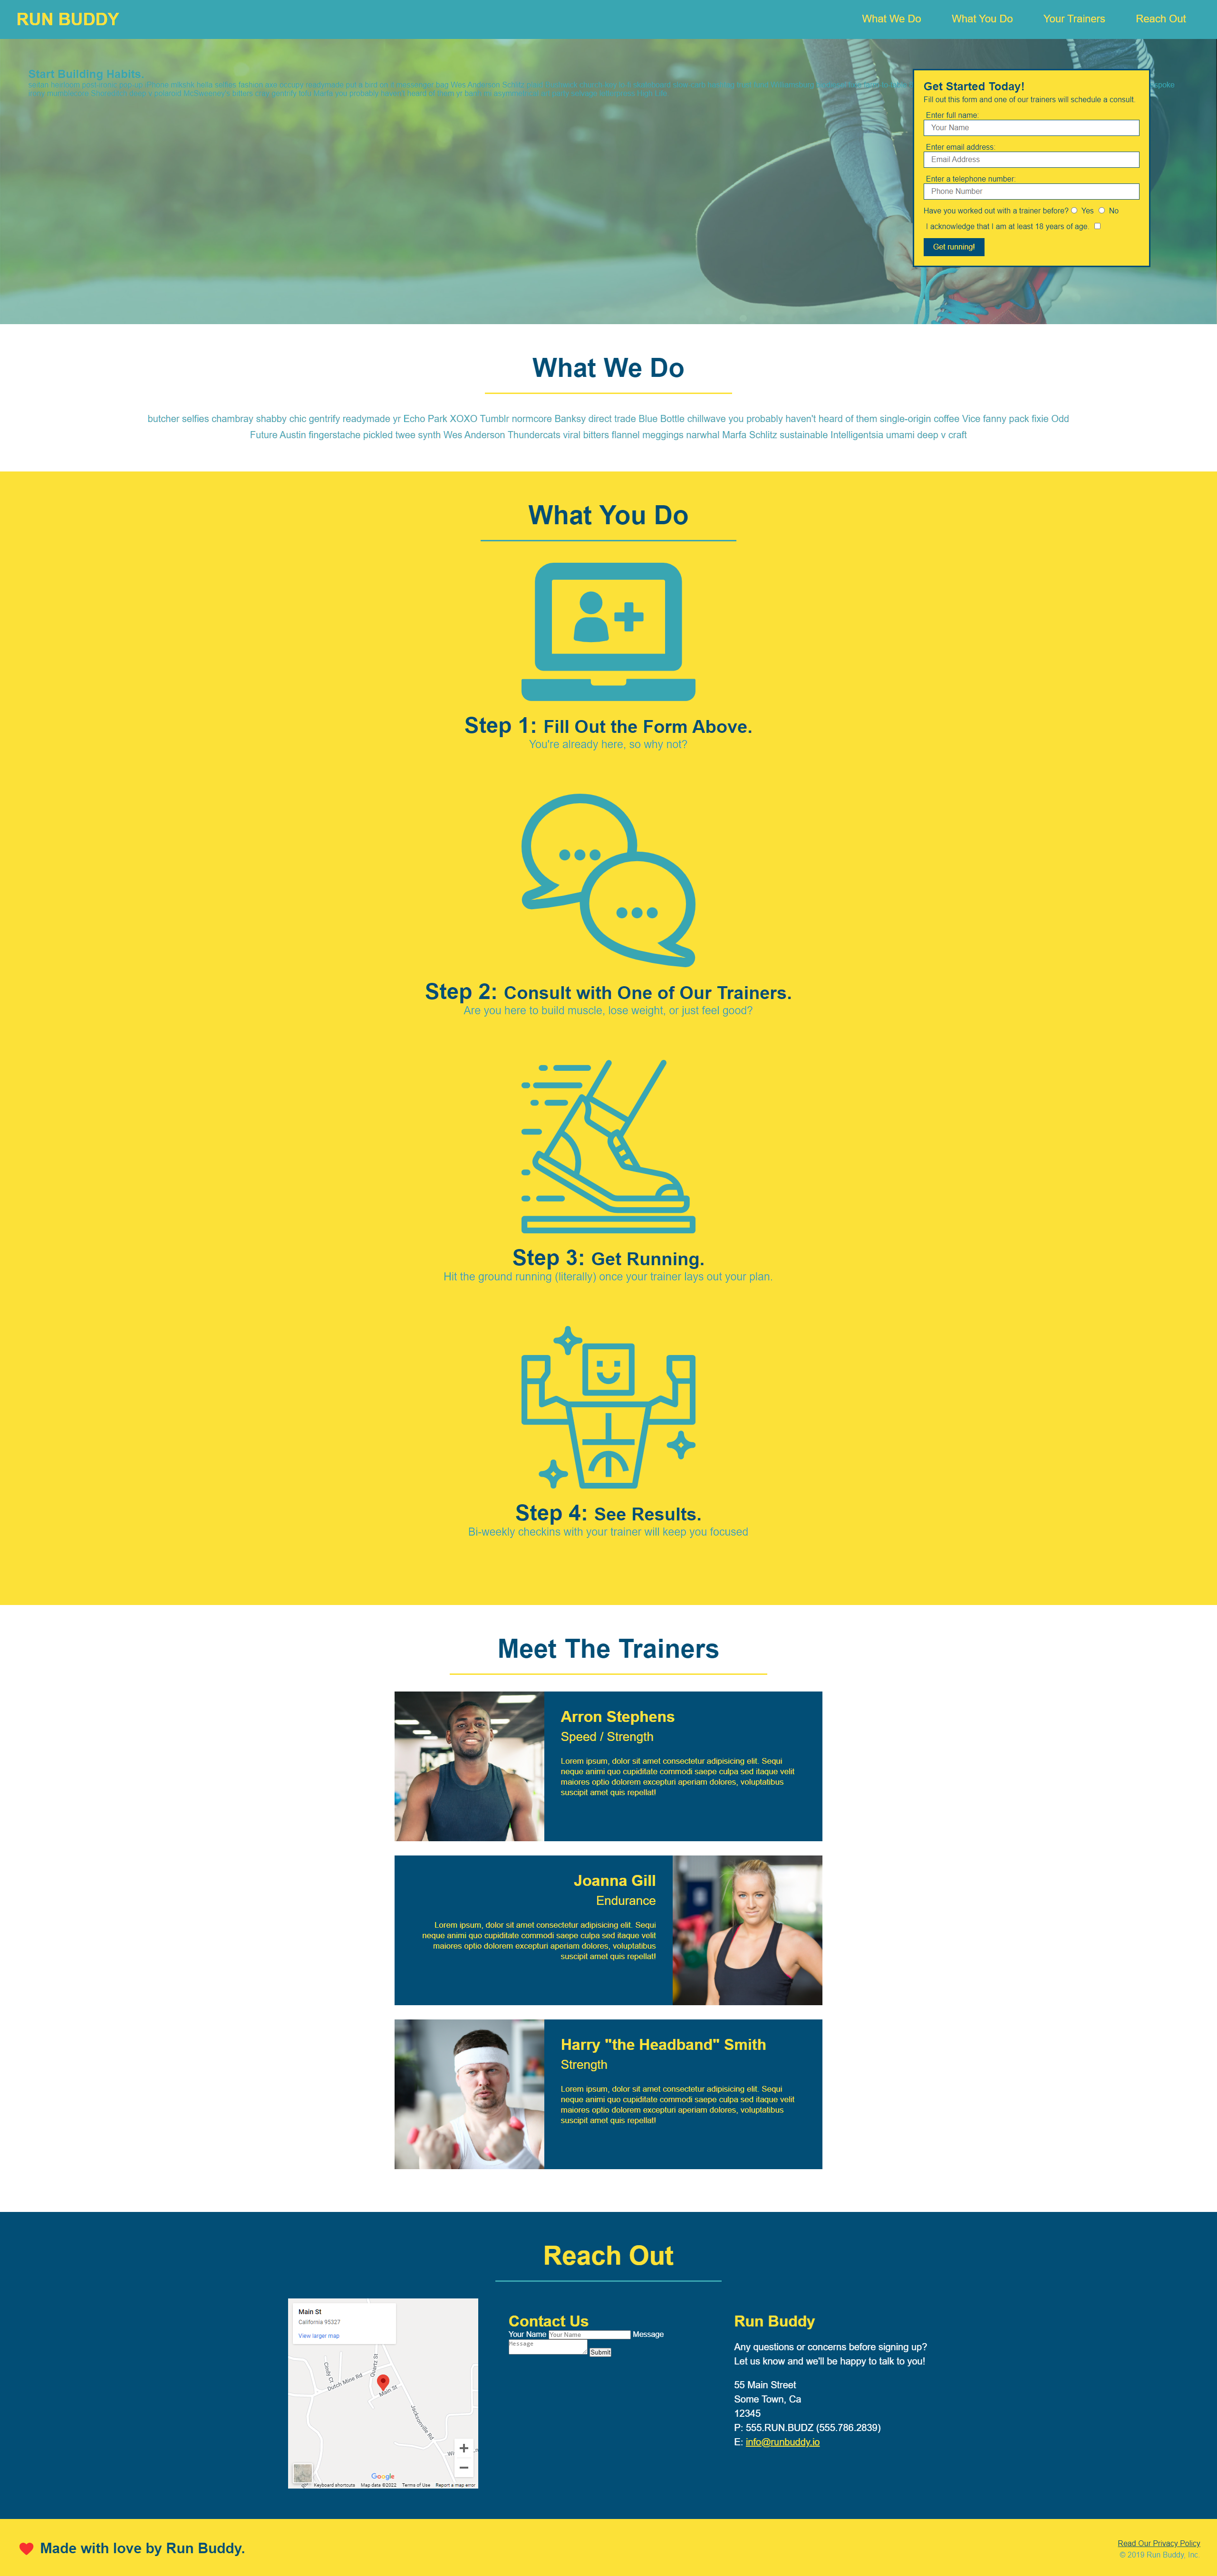 RUN BUDDY
What We Do What You Do Your Trainers Reach Out
Start Building Habits.
Get Started Today!
Fill out this form and one of our trainers will schedule a consult.
Enter full name:
Your Name
Enter email address:
Email Address
Enter a telephone number:
Phone Number
Have you worked out with a trainer before? Yes No
I acknowledge that I am at least 18 years of age.
Get running!
What We Do
butcher selfies chambray shabby chic gentrify readymade yr Echo Park XOXO Tumblr normcore Banksy direct trade Blue Bottle chillwave you probably haven't heard of them single-origin coffee Vice fanny pack fixie Odd
Future Austin fingerstache pickled twee synth Wes Anderson Thundercats viral bitters flannel meggings narwhal Marfa Schlitz sustainable Intelligentsia umami deep v craft
What You Do
Step 1: Fill Out the Form Above.
You're already here, so why not?
Step 2: Consult with One of Our Trainers.
Are you here to build muscle, lose weight, or just feel good?
Step 3: Get Running.
Hit the ground running (literally) once your trainer lays out your plan.
Step 4: See Results.
Bi-weekly checkins with your trainer will keep you focused
Meet The Trainers
Arron Stephens
Speed / Strength
Lorem ipsum, dolor sit amet consectetur adipisicing elit. Sequi
neque animi quo cupiditate commodi saepe culpa sed itaque velit
maiores optio dolorem excepturi aperiam dolores, voluptatibus
suscipit amet quis repellat!
Joanna Gill
Endurance
Lorem ipsum, dolor sit amet consectetur adipisicing elit. Sequi
neque animi quo cupiditate commodi saepe culpa sed itaque velit
maiores optio dolorem excepturi aperiam dolores, voluptatibus
suscipit amet quis repellat!
Harry "the Headband" Smith
Strength
Lorem ipsum, dolor sit amet consectetur adipisicing elit. Sequi
neque animi quo cupiditate commodi saepe culpa sed itaque velit
maiores optio dolorem excepturi aperiam dolores, voluptatibus
suscipit amet quis repellat!
Reach Out
Main St
California 95327
View larger map
Cindy Ct
Quartz St
Dutch Mine Rd
Main St
Jacksonville Rd
Google
Keyboard shortcuts Map data ©2022 Terms of Use Report a map error
Contact Us
Your Name Your Name Message
Message
Submit
Run Buddy
Any questions or concerns before signing up?
Let us know and we'll be happy to talk to you!
55 Main Street
Some Town, Ca
12345
P: 555.RUN.BUDZ (555.786.2839)
E: info@runbuddy.io
Made with love by Run Buddy.
Read Our Privacy Policy
© 2019 Run Buddy, Inc.